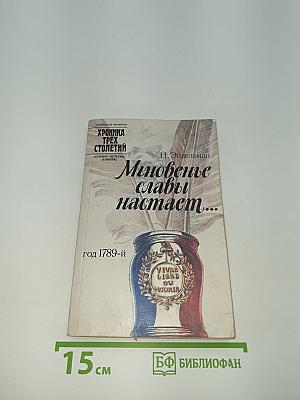 ХРОНИКА
ТРЕХ
СТОЛЕТИЙ
Н. Эйдельман
Мгновенье
славы
настает...
год 1789-й
VIVRE
LIBRE
OU
MOURIR
15 см
БФ БИБЛИОФАН